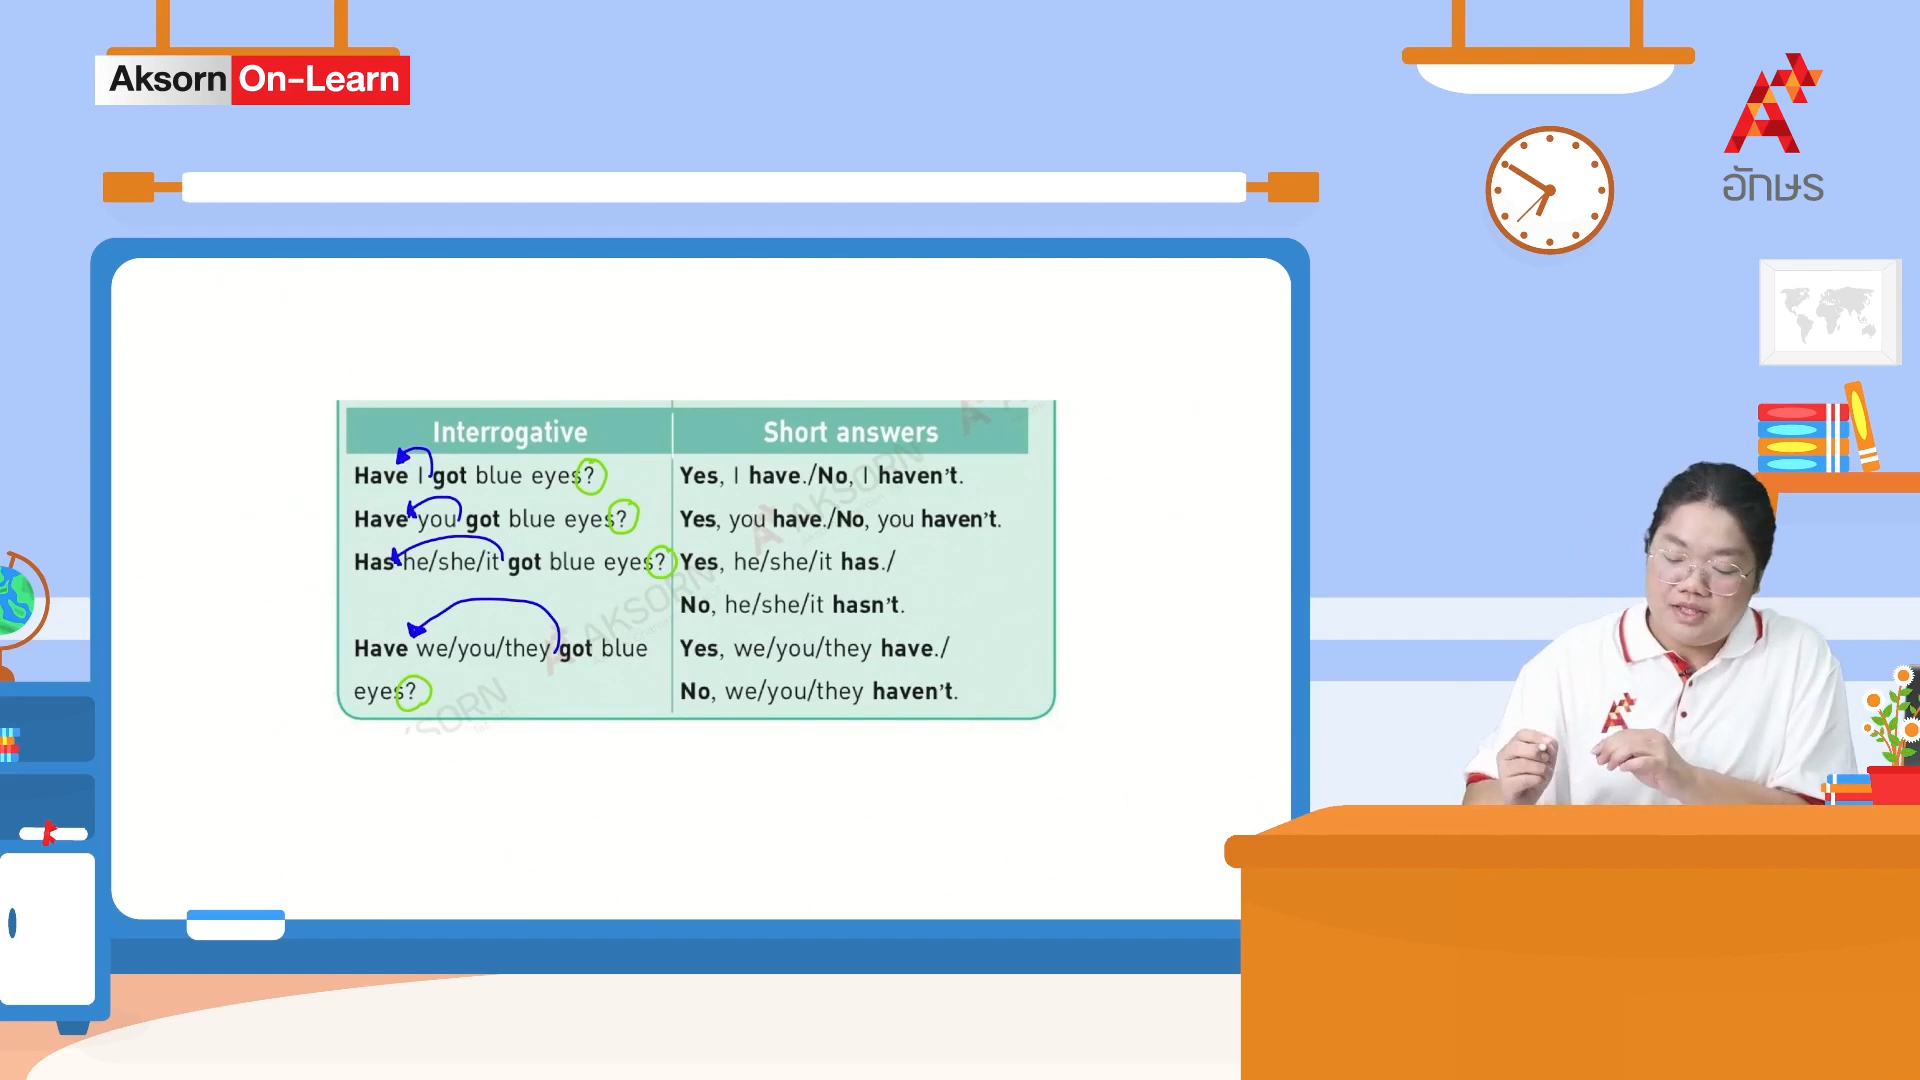 Aksorn On-Learn
อักษร
Interrogative Short answers
Have I got blue eyes? Yes, I have./No, I haven't.
Have you got blue eyes? Yes, you have./No, you haven't.
Has he/she/it got blue eyes? Yes, he/she/it has./
No, he/she/it hasn't.
Have we/you/they got blue Yes, we/you/they have./
eyes? No, we/you/they haven't.
AKSORN
AKSORN
SORN